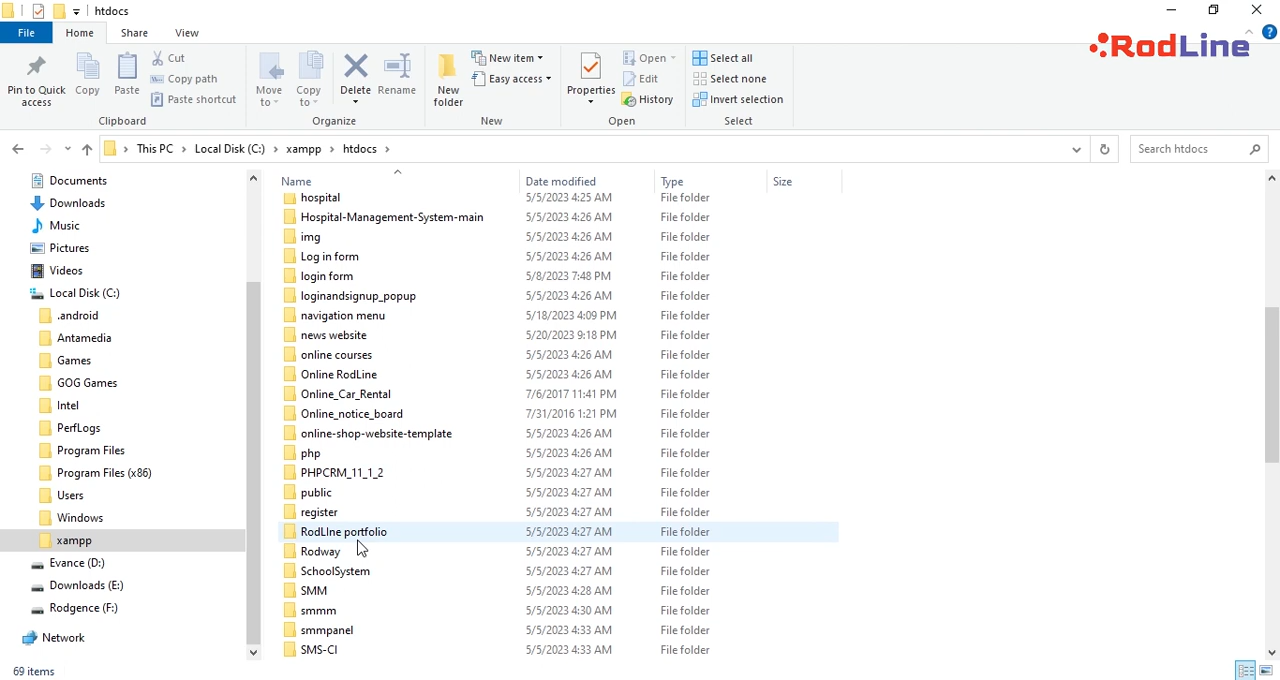 htdocs
File Home Share View
RodLine
Pin to Quick access
Copy
Paste
Cut
Copy path
Paste shortcut
Clipboard
Move to
Copy to
Delete
Rename
Organize
New folder
New item
Easy access
New
Properties
Open
Edit
History
Open
Select all
Select none
Invert selection
Select
This PC > Local Disk (C:) > xampp > htdocs >
Search htdocs
Documents
Downloads
Music
Pictures
Videos
Local Disk (C:)
.android
Antamedia
Games
GOG Games
Intel
PerfLogs
Program Files
Program Files (x86)
Users
Windows
xampp
Evance (D:)
Downloads (E:)
Rodgence (F:)
Network
Name Date modified Type Size
hospital 5/5/2023 4:25 AM File folder
Hospital-Management-System-main 5/5/2023 4:26 AM File folder
img 5/5/2023 4:26 AM File folder
Log in form 5/5/2023 4:26 AM File folder
login form 5/8/2023 7:48 PM File folder
loginandsignup_popup 5/5/2023 4:26 AM File folder
navigation menu 5/18/2023 4:09 PM File folder
news website 5/20/2023 9:18 PM File folder
online courses 5/5/2023 4:26 AM File folder
Online RodLine 5/5/2023 4:26 AM File folder
Online_Car_Rental 7/6/2017 11:41 PM File folder
Online_notice_board 7/31/2016 1:21 PM File folder
online-shop-website-template 5/5/2023 4:26 AM File folder
php 5/5/2023 4:26 AM File folder
PHPCRM_11_1_2 5/5/2023 4:27 AM File folder
public 5/5/2023 4:27 AM File folder
register 5/5/2023 4:27 AM File folder
RodLIne portfolio 5/5/2023 4:27 AM File folder
Rodway 5/5/2023 4:27 AM File folder
SchoolSystem 5/5/2023 4:27 AM File folder
SMM 5/5/2023 4:28 AM File folder
smmm 5/5/2023 4:30 AM File folder
smmpanel 5/5/2023 4:33 AM File folder
SMS-CI 5/5/2023 4:33 AM File folder
69 items